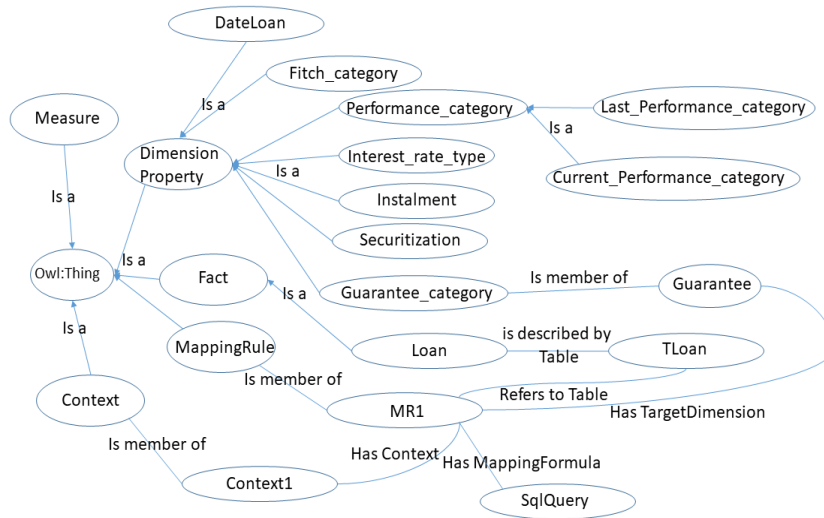 DateLoan
Fitch_category
Is a
Performance_category
Last_Performance_category
Measure
Is a
Dimension
Property
Interest_rate_type
Is a
Current_Performance_category
Instalment
Is a
Securitization
Owl:Thing
Is a
Fact
Is member of
Guarantee
Guarantee_category
Is a
Is a
MappingRule
Loan
is described by
Table
TLoan
Is member of
Context
Refers to Table
MR1
Has TargetDimension
Is member of
Has Context
Has MappingFormula
Context1
SqlQuery